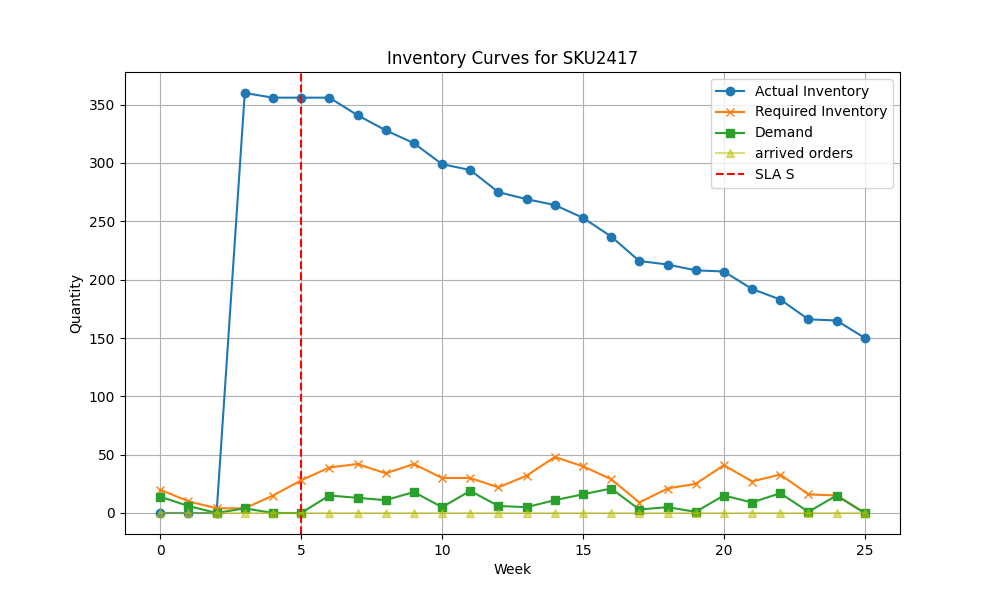 Inventory Curves for SKU2417
Actual Inventory
Required Inventory
Demand
arrived orders
SLA S
Quantity
350
300
250
200
150
100
50
0
0 5 10 15 20 25
Week